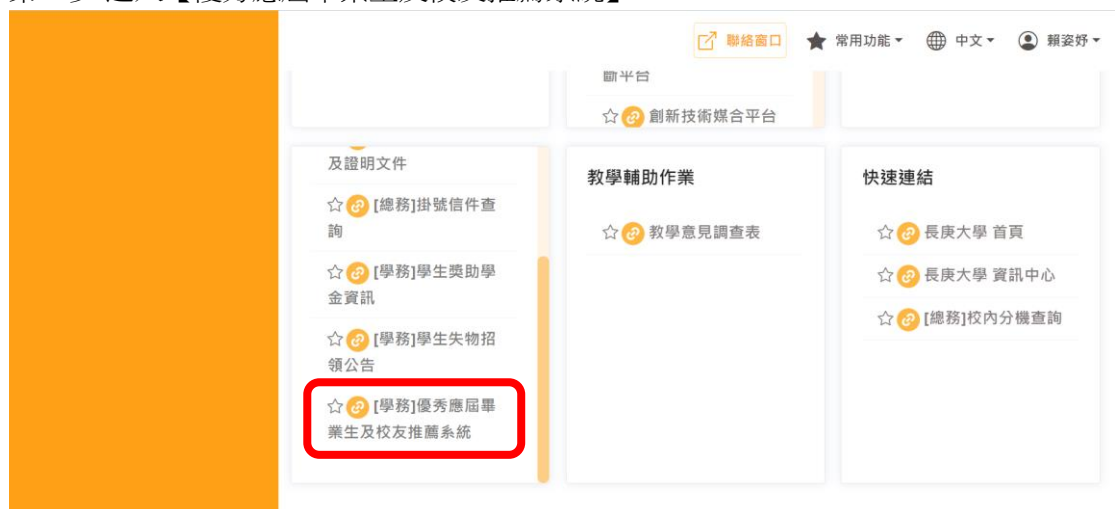 聯絡窗口 常用功能 中文 賴姿妤
斷平台
創新技術媒合平台
及證明文件
[總務]掛號信件查
詢
[學務]學生獎助學
金資訊
[學務]學生失物招
領公告
[學務]優秀應屆畢
業生及校友推薦系統
教學輔助作業
教學意見調查表
快速連結
長庚大學 首頁
長庚大學 資訊中心
[總務]校內分機查詢